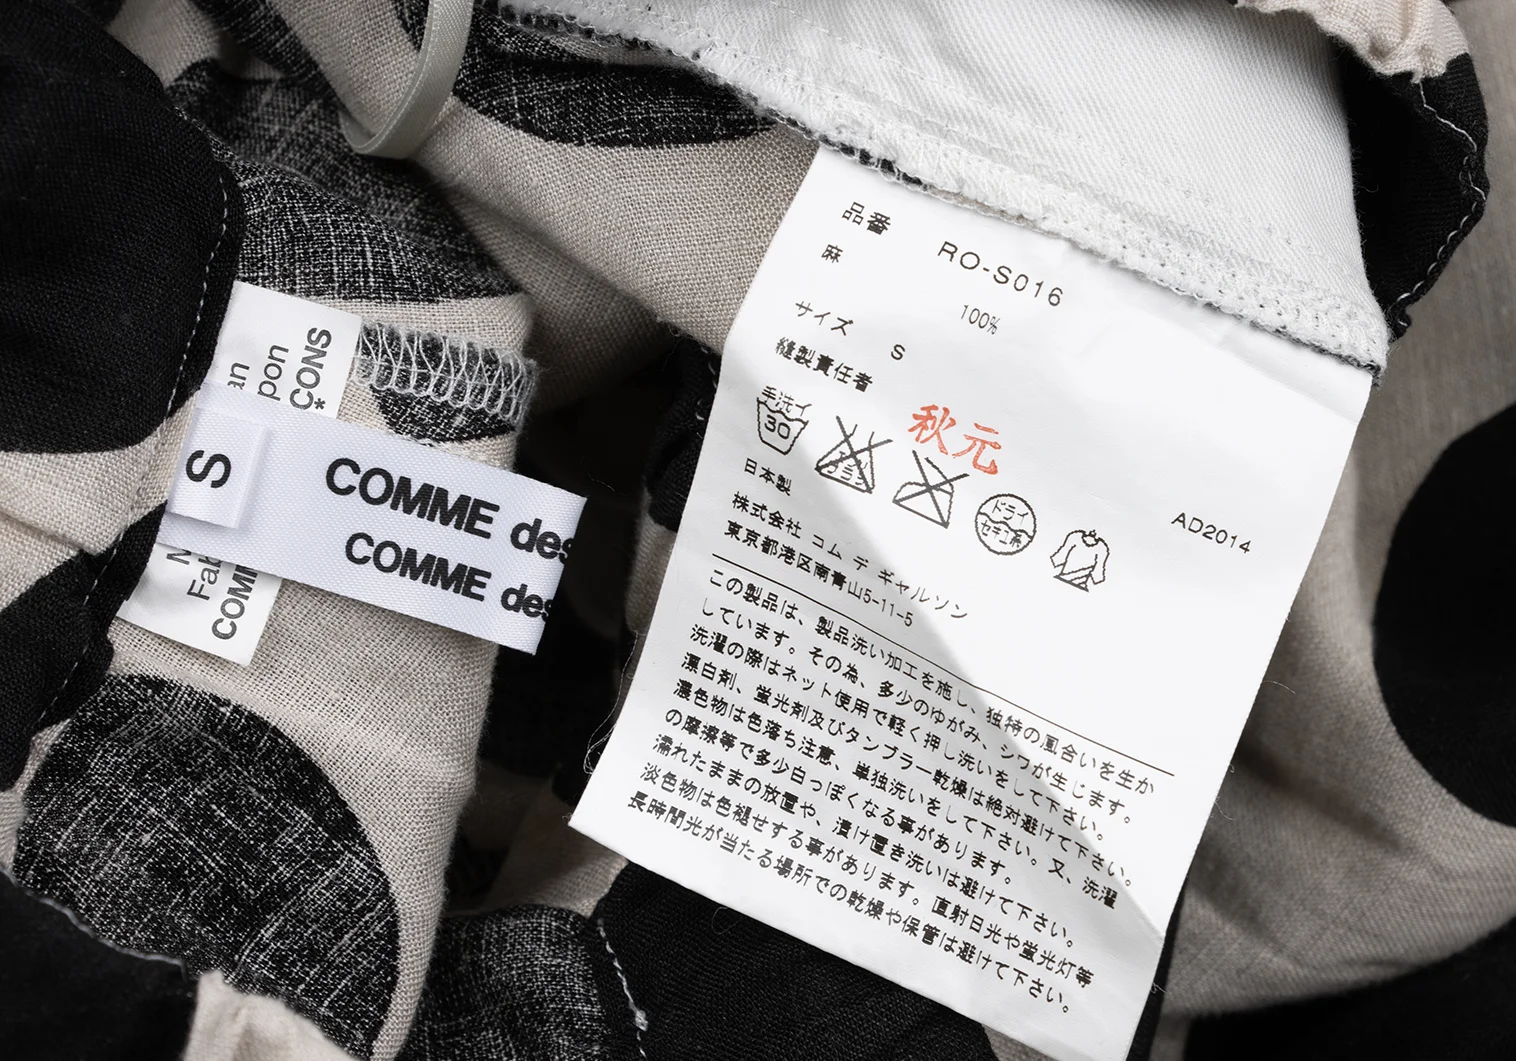 品番 RO-S016
麻 100%
サイズ S
縫製責任者
秋元
手洗イ
30
ドライ
セキユ系
日本製
AD2014
株式会社 コム デ ギャルソン
東京都港区南青山5-11-5
この製品は、製品洗い加工を施し、独特の風合いを生か
しています。その為、多少のゆがみ、シワが生じます。
洗濯の際はネット使用で軽く押し洗いをして下さい。
漂白剤、蛍光剤及びタンブラー乾燥は絶対避けて下さい。
濃色物は色落ち注意、単独洗いをして下さい。又、洗濯
の摩擦等で多少白っぽくなる事があります。
濡れたままの放置や、漬け置き洗いは避けて下さい。
淡色物は色褪せする事があります。直射日光や蛍光灯等
長時間光が当たる場所での乾燥や保管は避けて下さい。
S
COMME des
COMME des
an
pon
CONS
*
Fab
COMM